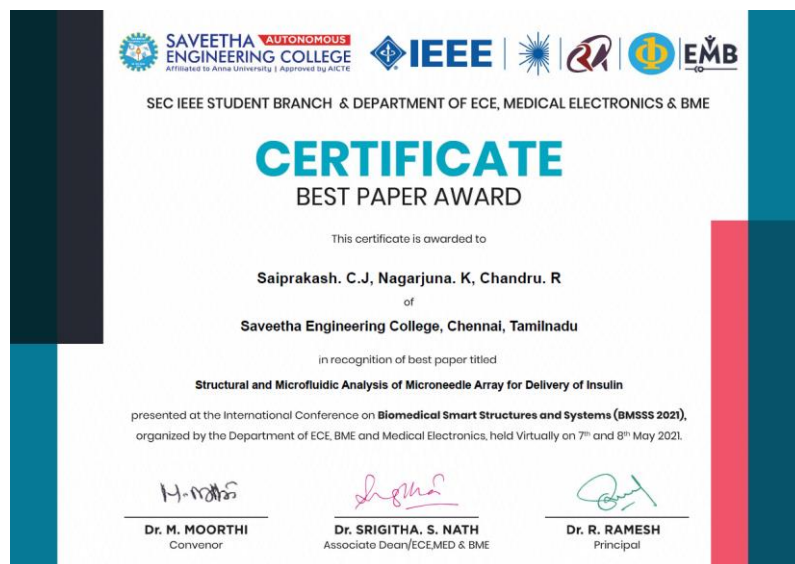 SAVEETHA AUTONOMOUS
ENGINEERING COLLEGE
Affiliated to Anna University | Approved by AICTE
IEEE
EMB
SEC IEEE STUDENT BRANCH & DEPARTMENT OF ECE, MEDICAL ELECTRONICS & BME
CERTIFICATE
BEST PAPER AWARD
This certificate is awarded to
Saiprakash. C.J, Nagarjuna. K, Chandru. R
of
Saveetha Engineering College, Chennai, Tamilnadu
in recognition of best paper titled
Structural and Microfluidic Analysis of Microneedle Array for Delivery of Insulin
presented at the International Conference on Biomedical Smart Structures and Systems (BMSSS 2021),
organized by the Department of ECE, BME and Medical Electronics, held Virtually on 7th and 8th May 2021.
Dr. M. MOORTHI
Convenor
Dr. SRIGITHA. S. NATH
Associate Dean/ECE,MED & BME
Dr. R. RAMESH
Principal